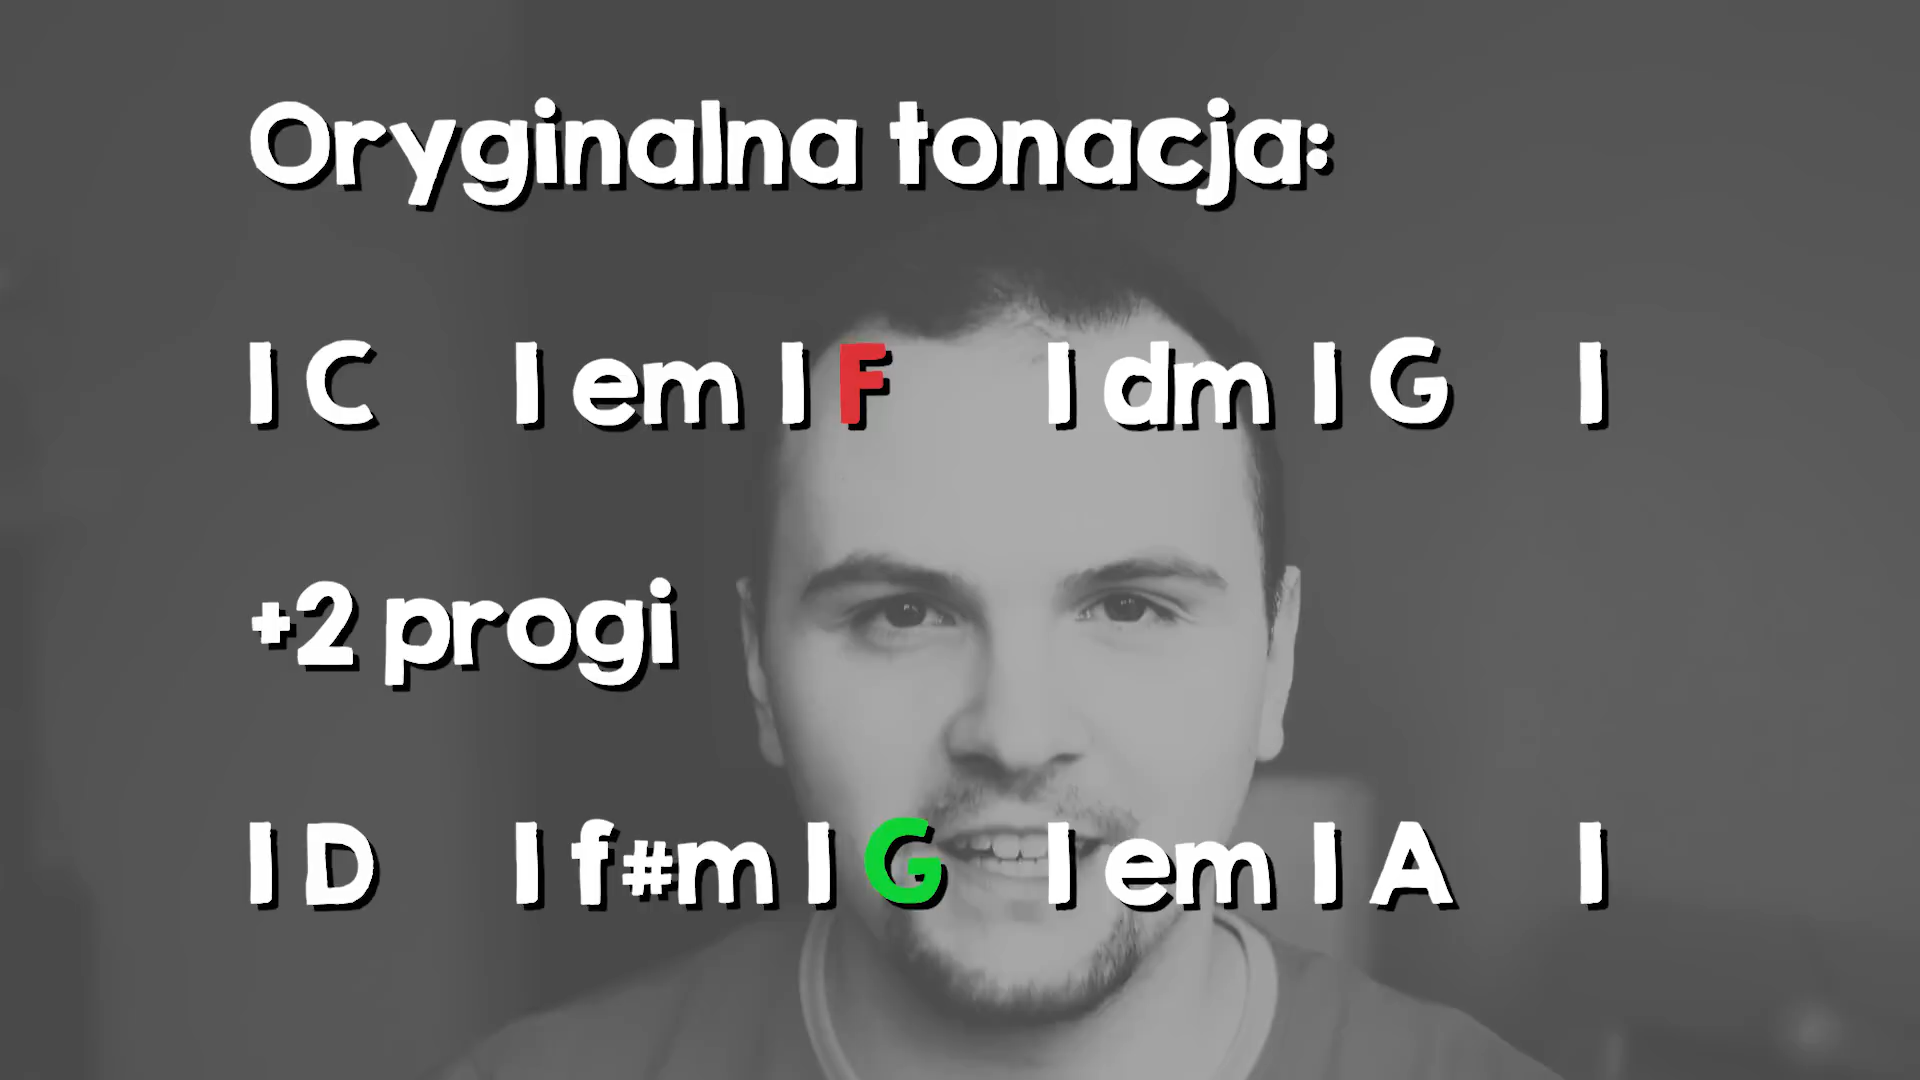 Oryginalna tonacja:
| C | em | F | dm | G |
+2 progi
| D | f#m | G | em | A |